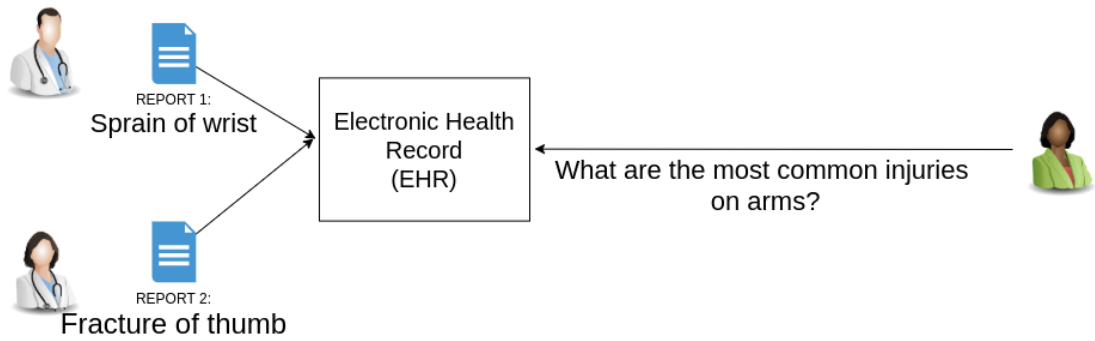 REPORT 1:
Sprain of wrist
Electronic Health
Record
(EHR)
What are the most common injuries
on arms?
REPORT 2:
Fracture of thumb